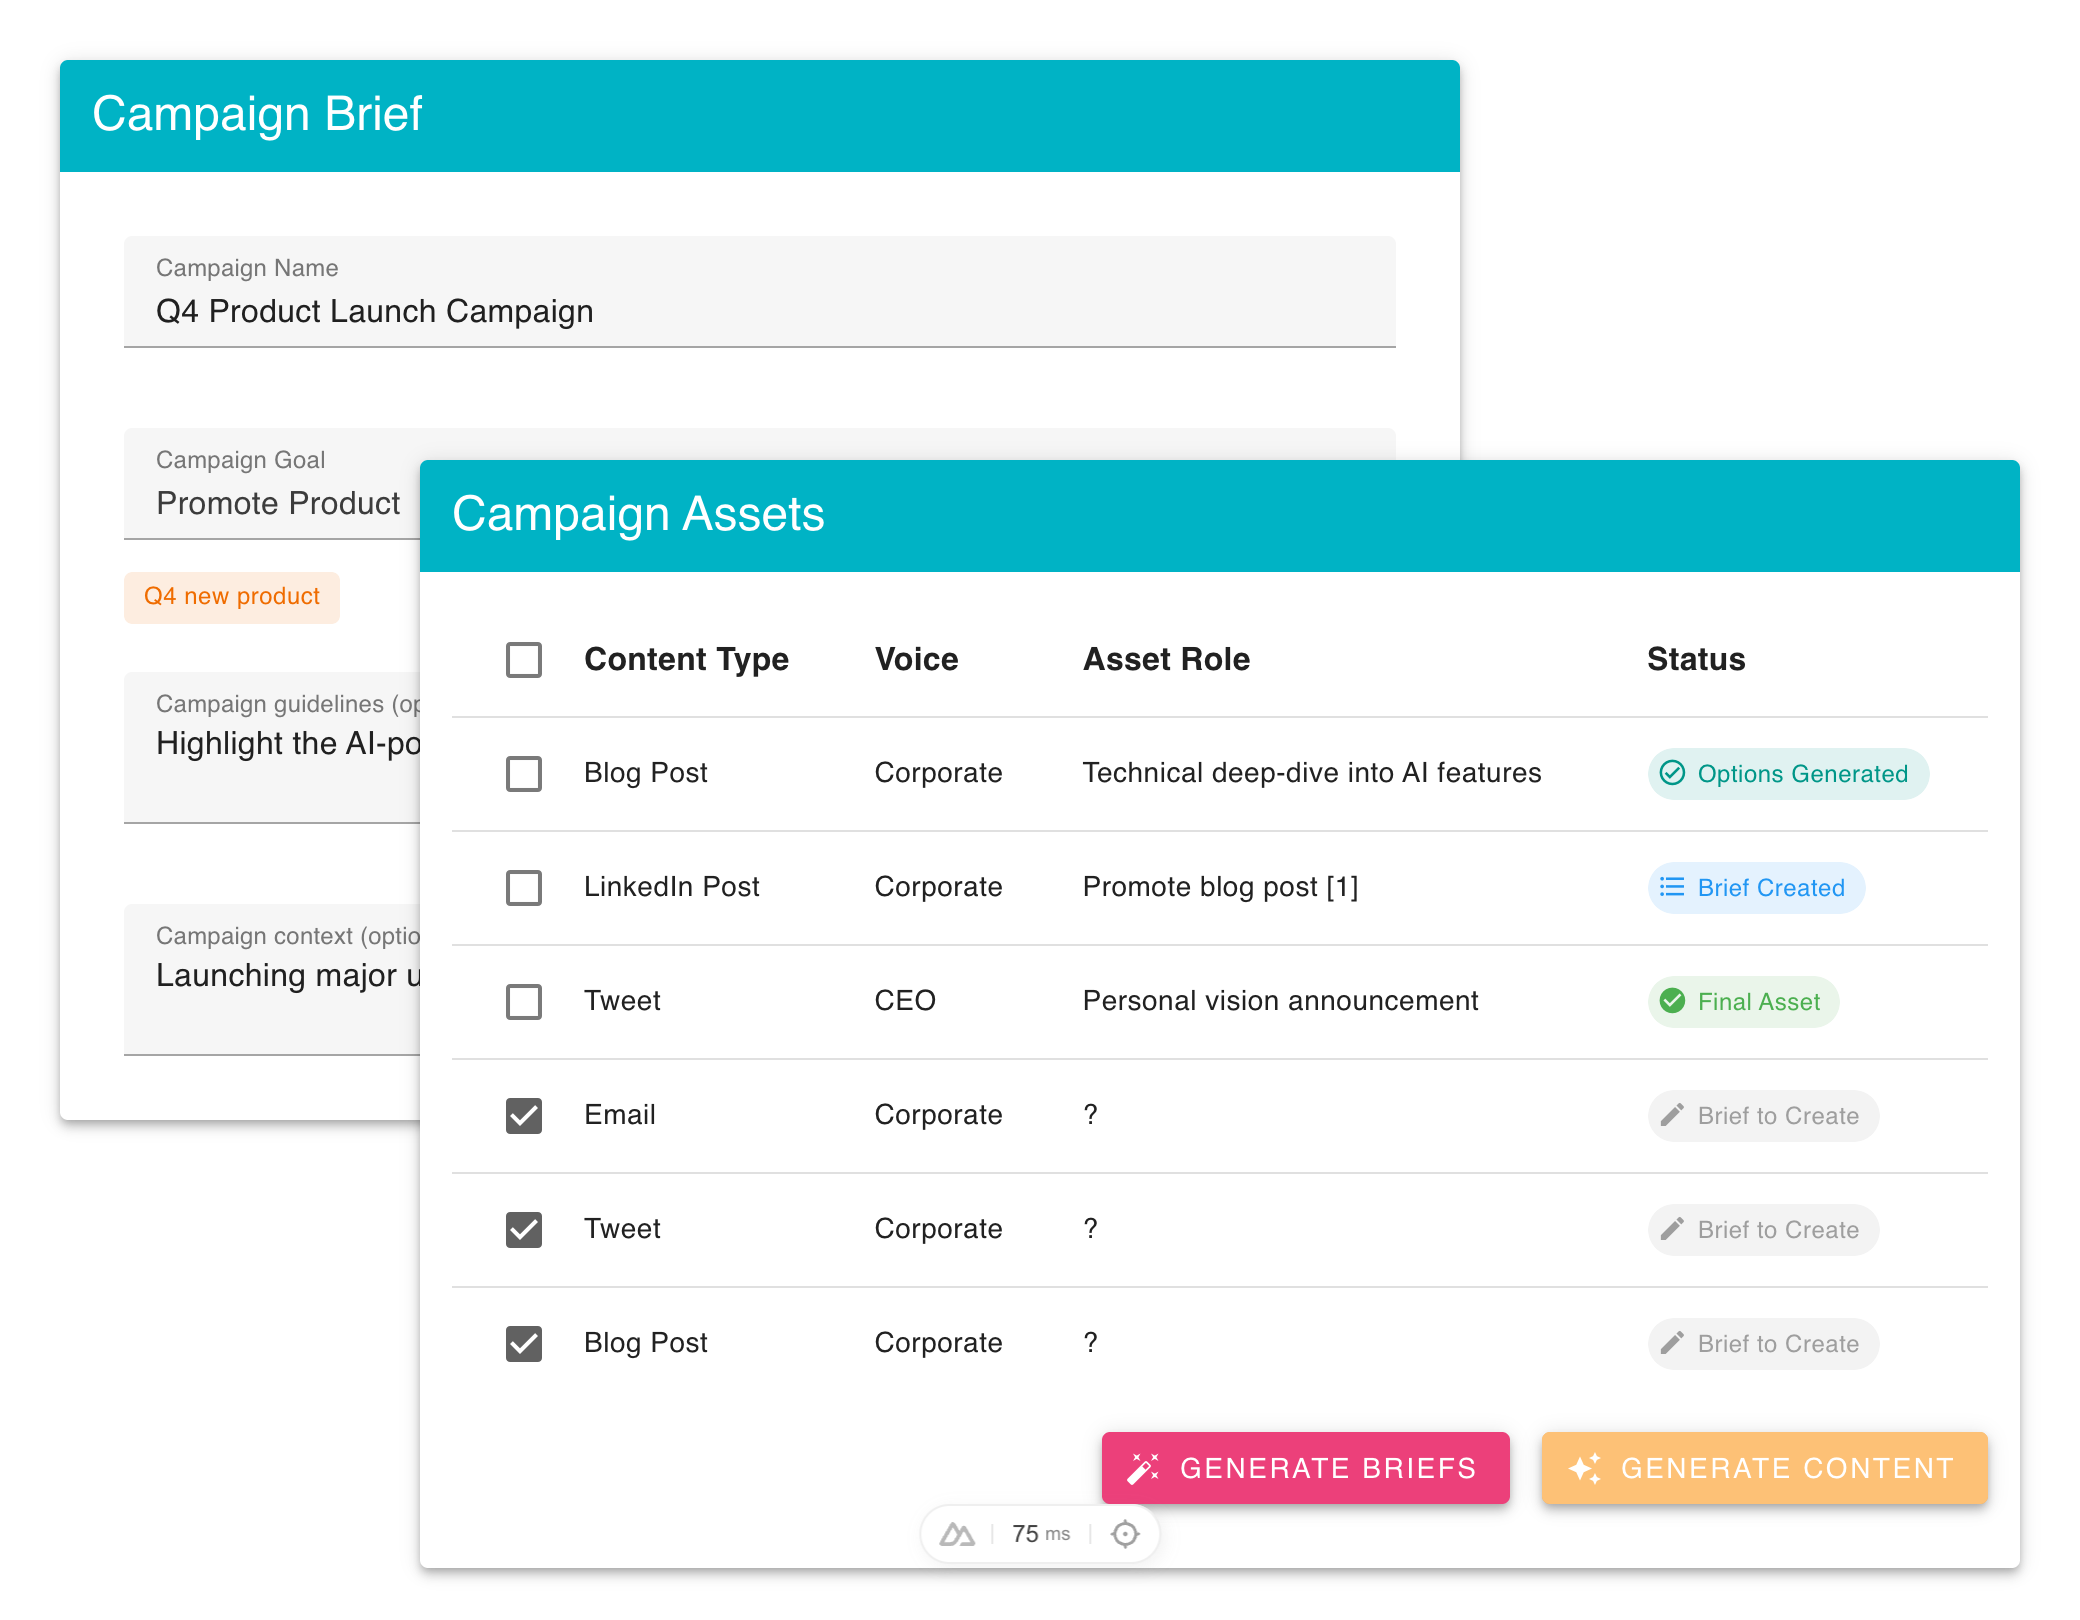 Campaign Brief
Campaign Name
Q4 Product Launch Campaign
Campaign Goal
Promote Product
Q4 new product
Campaign guidelines (op
Highlight the AI-po
Campaign context (optio
Launching major u
Campaign Assets
Content Type Voice Asset Role Status
Blog Post Corporate Technical deep-dive into AI features Options Generated
LinkedIn Post Corporate Promote blog post [1] Brief Created
Tweet CEO Personal vision announcement Final Asset
Email Corporate ? Brief to Create
Tweet Corporate ? Brief to Create
Blog Post Corporate ? Brief to Create
GENERATE BRIEFS GENERATE CONTENT
75 ms